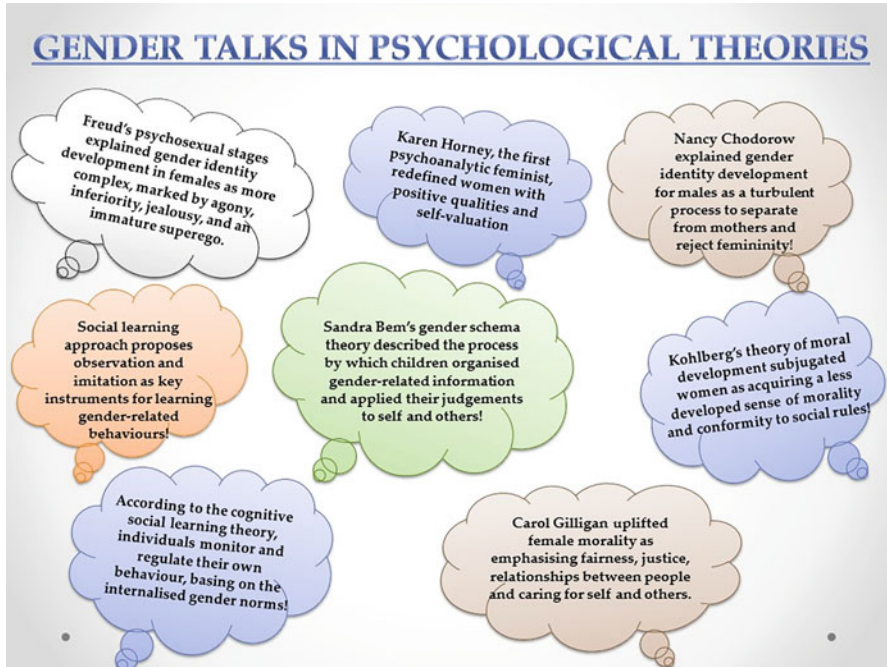 GENDER TALKS IN PSYCHOLOGICAL THEORIES
Freud's psychosexual stages
explained gender identity
development in females as more
complex, marked by agony,
inferiority, jealousy, and an
immature superego.
Karen Horney, the first
psychoanalytic feminist,
redefined women with
positive qualities and
self-valuation
Nancy Chodorow
explained gender
identity development
for males as a turbulent
process to separate
from mothers and
reject femininity!
Social learning
approach proposes
observation and
imitation as key
instruments for learning
gender-related
behaviours!
Sandra Bem's gender schema
theory described the process
by which children organised
gender-related information
and applied their judgements
to self and others!
Kohlberg's theory of moral
development subjugated
women as acquiring a less
developed sense of morality
and conformity to social rules!
According to the cognitive
social learning theory,
individuals monitor and
regulate their own
behaviour, basing on the
internalised gender norms!
Carol Gilligan uplifted
female morality as
emphasising fairness, justice,
relationships between people
and caring for self and others.